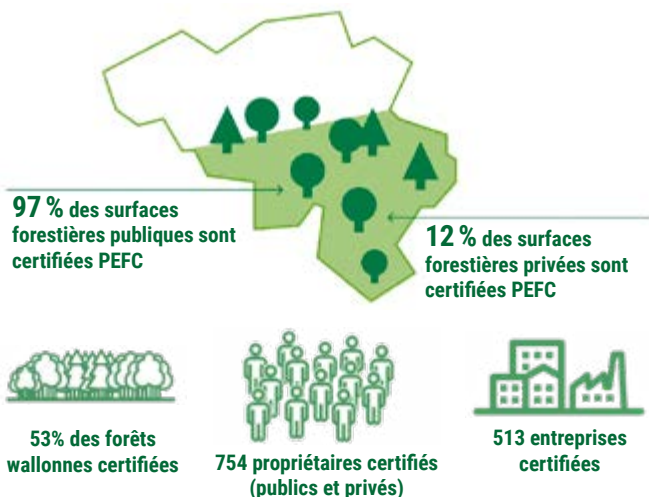 97 % des surfaces
forestières publiques sont
certifiées PEFC
12 % des surfaces
forestières privées sont
certifiées PEFC
53% des forêts
wallonnes certifiées
754 propriétaires certifiés
(publics et privés)
513 entreprises
certifiées